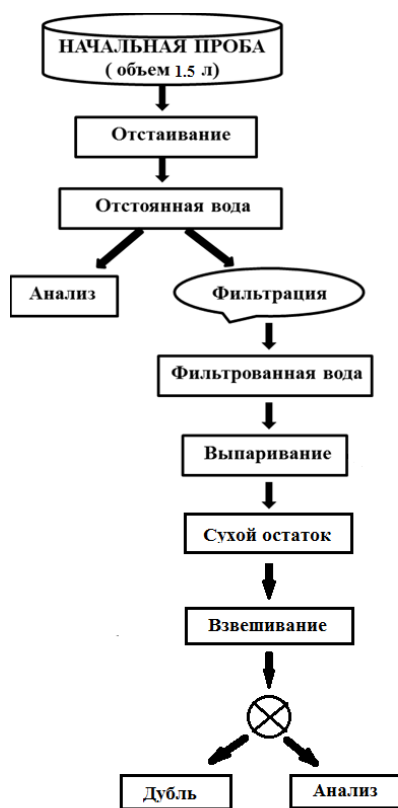 НАЧАЛЬНАЯ ПРОБА
( объем 1.5 л)
Отстаивание
Отстоянная вода
Анализ
Фильтрация
Фильтрованная вода
Выпаривание
Сухой остаток
Взвешивание
Дубль
Анализ